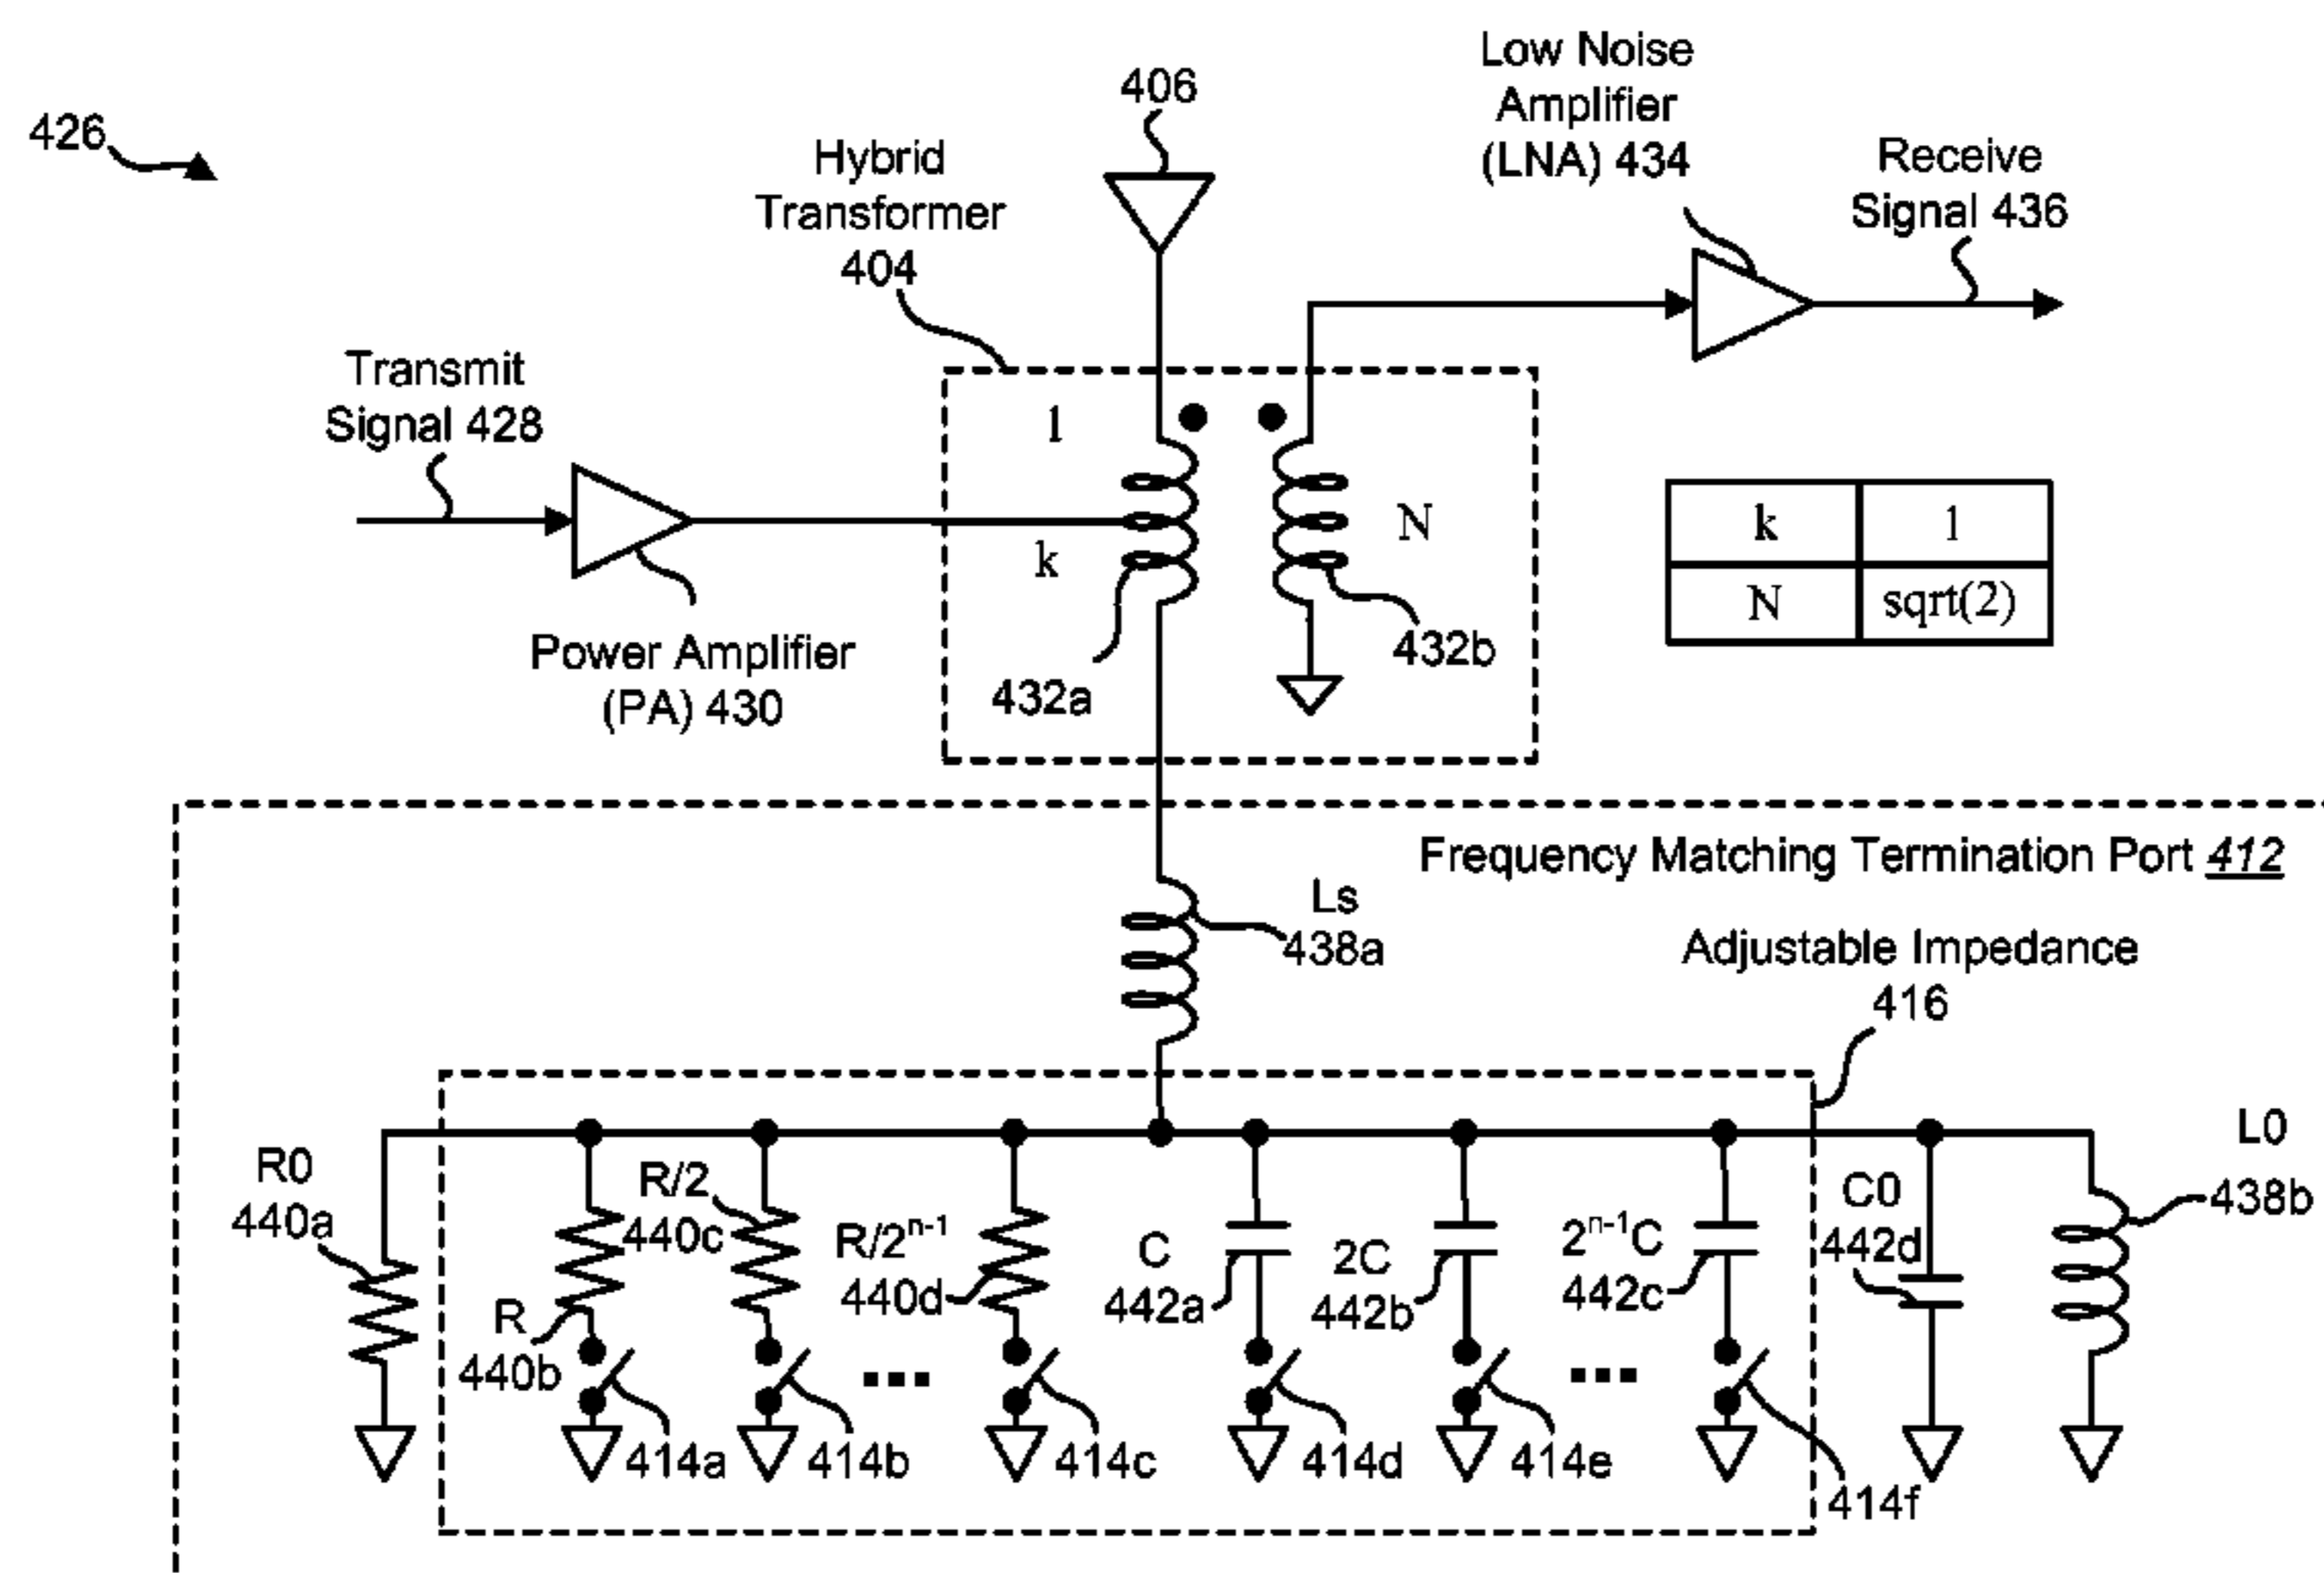 426
406
Low Noise
Amplifier
(LNA) 434
Receive
Signal 436
Hybrid
Transformer
404
Transmit
Signal 428
Power Amplifier
(PA) 430
1
k
N
432a
432b
k 1
N sqrt(2)
Frequency Matching Termination Port 412
Ls
438a
Adjustable Impedance
416
R0
440a
R
440b
R/2
440c
R/2ⁿ⁻¹
440d
C
442a
2C
442b
2ⁿ⁻¹C
442c
C0
442d
L0
438b
414a
414b
414c
414d
414e
414f